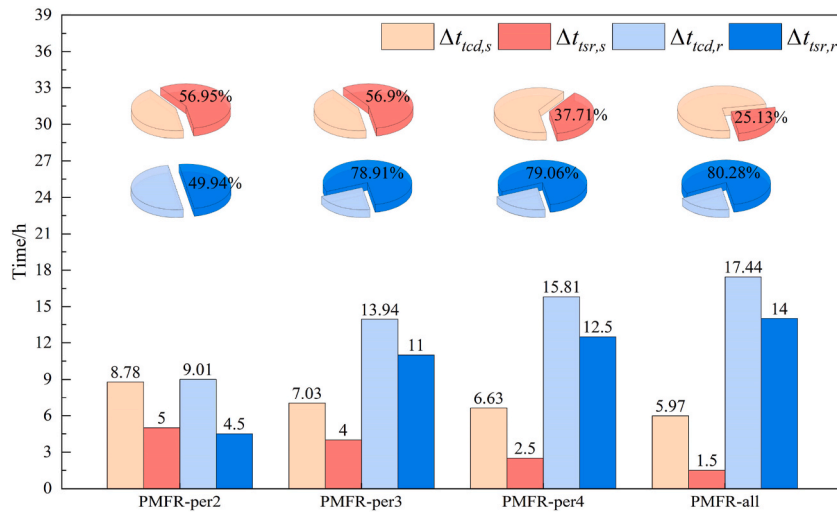 39
36
33
30
27
24
21
18
15
12
9
6
3
0
Time/h
Δt_tcd,s Δt_tsr,s Δt_tcd,r Δt_tsr,r
56.95% 56.9% 37.71% 25.13%
49.94% 78.91% 79.06% 80.28%
8.78 5 9.01 4.5
7.03 4 13.94 11
6.63 2.5 15.81 12.5
5.97 1.5 17.44 14
PMFR-per2 PMFR-per3 PMFR-per4 PMFR-all